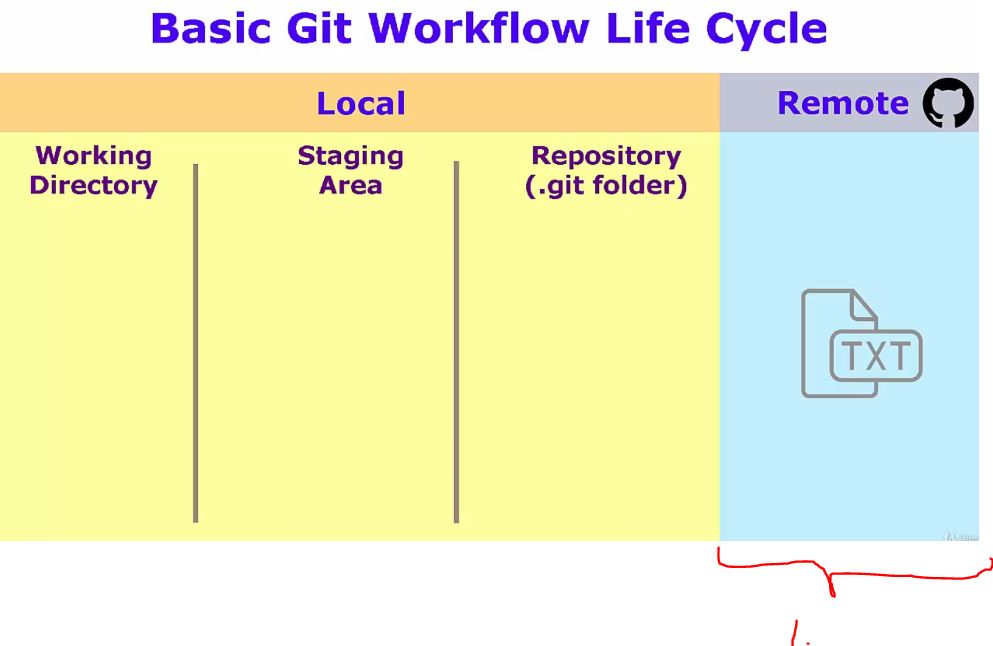 Basic Git Workflow Life Cycle
Local
Remote
Working
Directory
Staging
Area
Repository
(.git folder)
TXT
1.